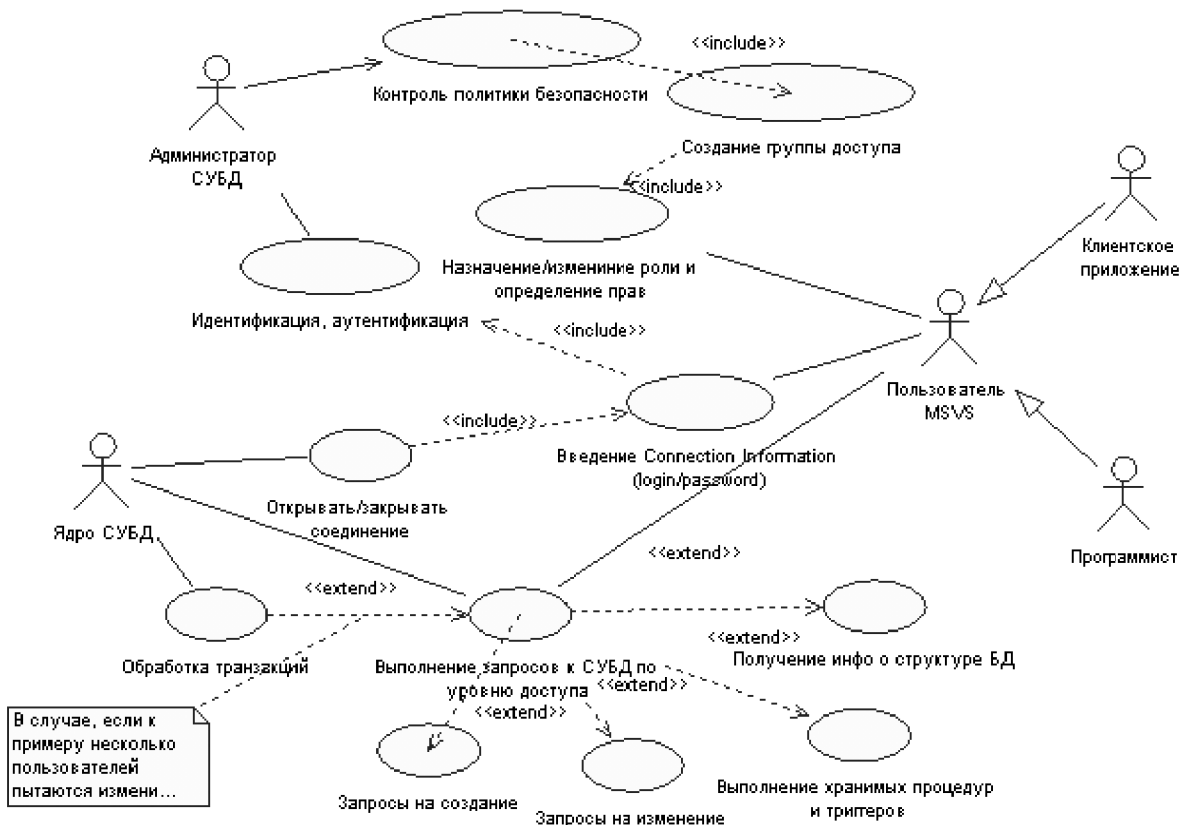 <<include>>
Контроль политики безопасности
Администратор
СУБД
Создание группы доступа
<<include>>
Клиентское
приложение
Назначение/измениние роли и
определение прав
Идентификация, аутентификация
<<include>>
Пользователь
MSVS
<<include>>
Введение Connection Information
(login/password)
Открывать/закрывать
соединение
Ядро СУБД
<<extend>>
Программист
<<extend>>
<<extend>>
Обработка транзакций
Выполнение запросов к СУБД по
уровню доступа
Получение инфо о структуре БД
<<extend>>
<<extend>>
В случае, если к
примеру несколько
пользователей
пытаются измени...
Запросы на создание
Запросы на изменение
Выполнение хранимых процедур
и триггеров